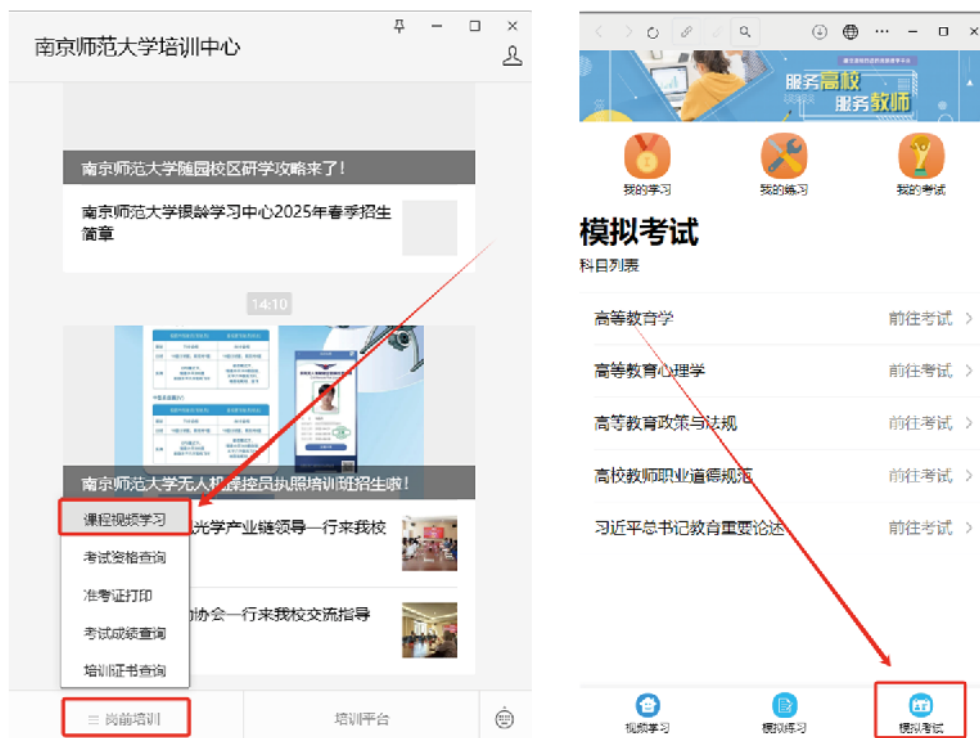 南京师范大学培训中心
南京师范大学随园校区研学攻略来了！
南京师范大学银龄学习中心2025年春季招生
简章
14:10
南京师范大学无人机操控员执照培训班招生啦！
光学产业链领导一行来我校
协会一行来我校交流指导
课程视频学习
考试资格查询
准考证打印
考试成绩查询
培训证书查询
岗前培训
培训平台
服务高校
服务教师
我的学习
我的练习
我的考试
模拟考试
科目列表
高等教育学 前往考试
高等教育心理学 前往考试
高等教育政策与法规 前往考试
高校教师职业道德规范 前往考试
习近平总书记教育重要论述 前往考试
视频学习
模拟练习
模拟考试